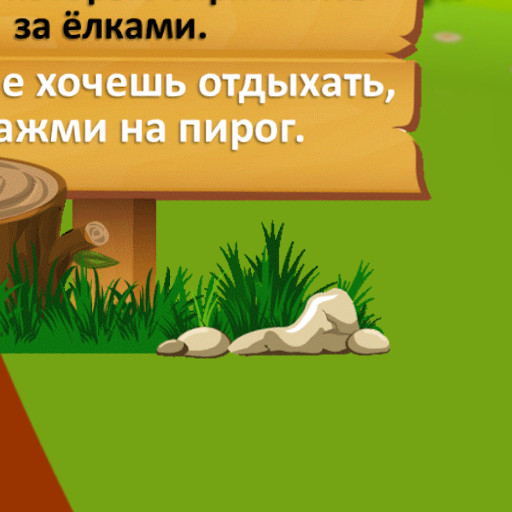 за ёлками.
е хочешь отдыхать,
ажми на пирог.